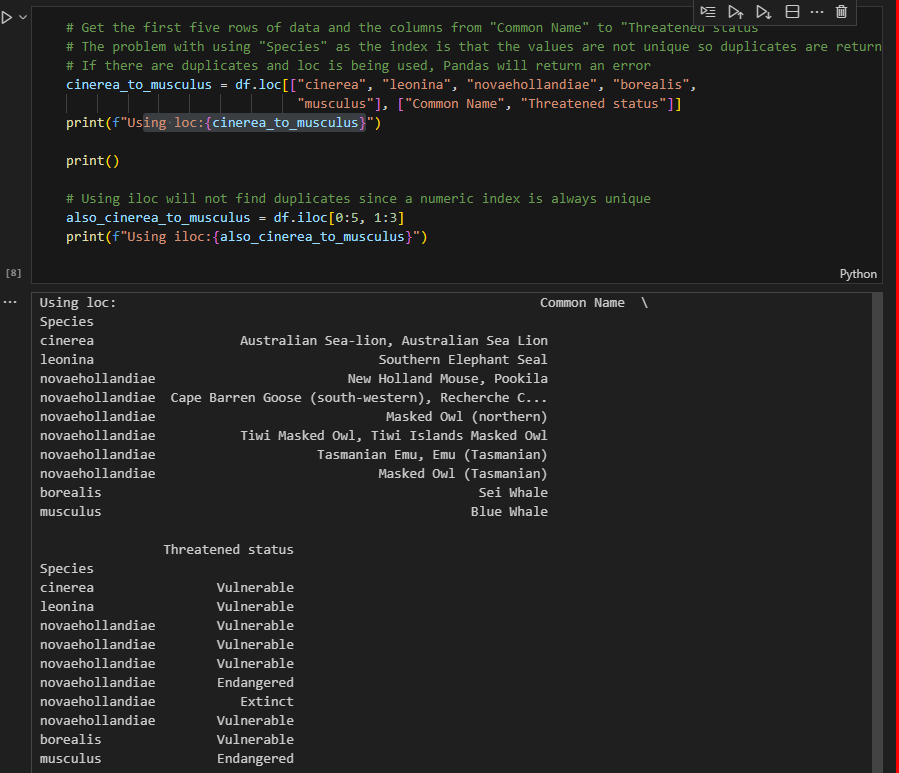 # Get the first five rows of data and the columns from "Common Name" to "Threatened status"
# The problem with using "Species" as the index is that the values are not unique so duplicates are return
# If there are duplicates and loc is being used, Pandas will return an error
cinerea_to_musculus = df.loc[["cinerea", "leonina", "novaehollandiae", "borealis",
"musculus"], ["Common Name", "Threatened status"]]
print(f"Using loc:{cinerea_to_musculus}")
print()
# Using iloc will not find duplicates since a numeric index is always unique
also_cinerea_to_musculus = df.iloc[0:5, 1:3]
print(f"Using iloc:{also_cinerea_to_musculus}")
[8]
Python
Using loc: Common Name \
Species
cinerea Australian Sea-lion, Australian Sea Lion
leonina Southern Elephant Seal
novaehollandiae New Holland Mouse, Pookila
novaehollandiae Cape Barren Goose (south-western), Recherche C...
novaehollandiae Masked Owl (northern)
novaehollandiae Tiwi Masked Owl, Tiwi Islands Masked Owl
novaehollandiae Tasmanian Emu, Emu (Tasmanian)
novaehollandiae Masked Owl (Tasmanian)
borealis Sei Whale
musculus Blue Whale
Threatened status
Species
cinerea Vulnerable
leonina Vulnerable
novaehollandiae Vulnerable
novaehollandiae Vulnerable
novaehollandiae Vulnerable
novaehollandiae Endangered
novaehollandiae Extinct
novaehollandiae Vulnerable
borealis Vulnerable
musculus Endangered